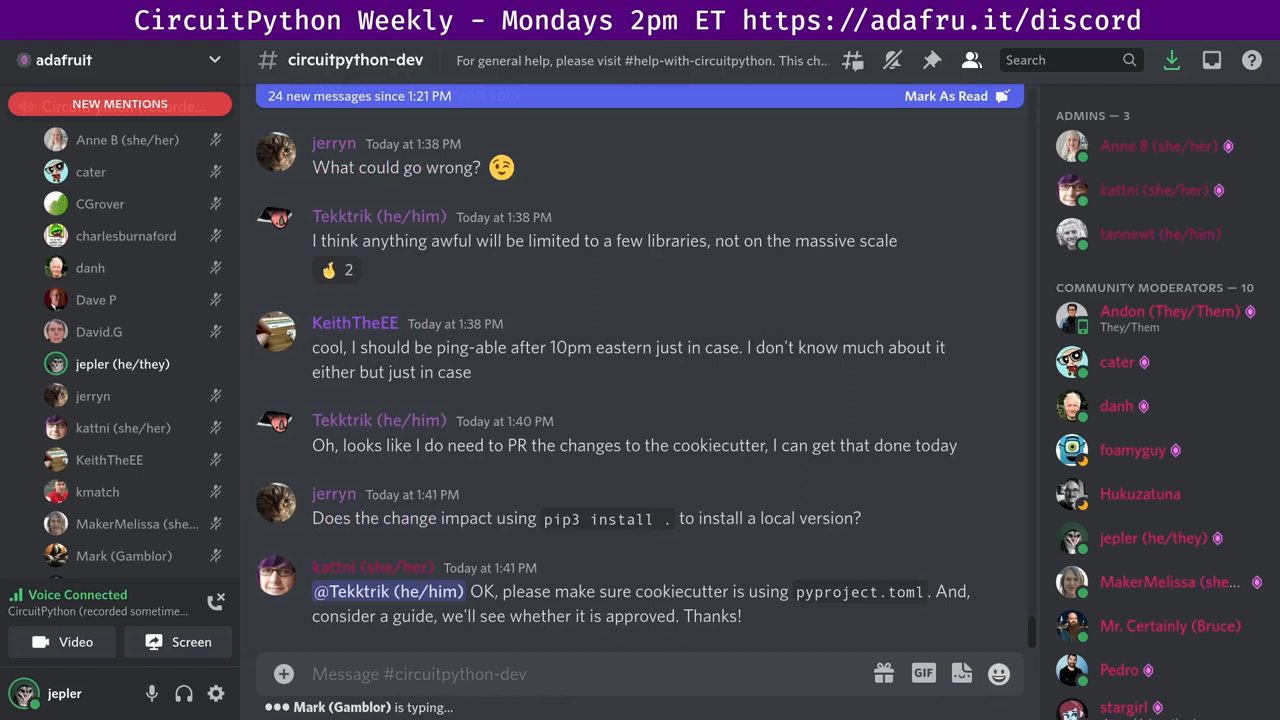 CircuitPython Weekly - Mondays 2pm ET https://adafru.it/discord
adafruit
NEW MENTIONS
Anne B (she/her)
cater
CGrover
charlesburnaford
danh
Dave P
David.G
jepler (he/they)
jerryn
kattni (she/her)
KeithTheEE
kmatch
MakerMelissa (she...
Mark (Gamblor)
Voice Connected
CircuitPython (recorded sometime...
Video
Screen
jepler
circuitpython-dev
For general help, please visit #help-with-circuitpython. This ch...
Search
24 new messages since 1:21 PM
Mark As Read
jerryn Today at 1:38 PM
What could go wrong? 😉
Tekktrik (he/him) Today at 1:38 PM
I think anything awful will be limited to a few libraries, not on the massive scale
🤞 2
KeithTheEE Today at 1:38 PM
cool, I should be ping-able after 10pm eastern just in case. I don't know much about it
either but just in case
Tekktrik (he/him) Today at 1:40 PM
Oh, looks like I do need to PR the changes to the cookiecutter, I can get that done today
jerryn Today at 1:41 PM
Does the change impact using pip3 install . to install a local version?
kattni (she/her) Today at 1:41 PM
@Tekktrik (he/him) OK, please make sure cookiecutter is using pyproject.toml. And,
consider a guide, we'll see whether it is approved. Thanks!
Message #circuitpython-dev
GIF
Mark (Gamblor) is typing...
ADMINS — 3
Anne B (she/her)
kattni (she/her)
tannewt (he/him)
COMMUNITY MODERATORS — 10
Andon (They/Them)
They/Them
cater
danh
foamyguy
Hukuzatuna
jepler (he/they)
MakerMelissa (she...
Mr. Certainly (Bruce)
Pedro
stargirl